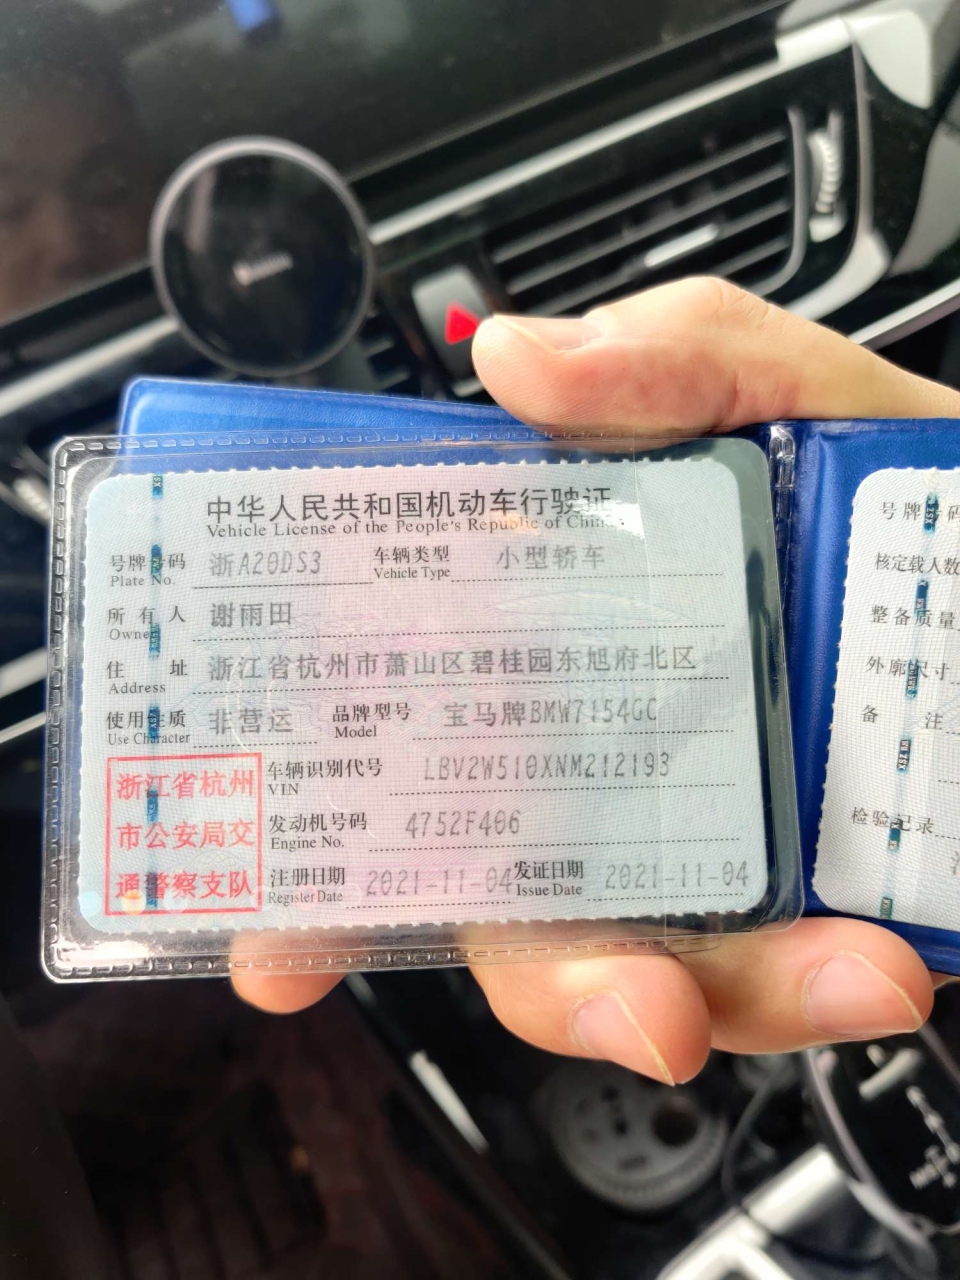 中华人民共和国机动车行驶证
Vehicle License of the People's Republic of China
号牌号码 浙A20DS3 车辆类型 小型轿车
Plate No. Vehicle Type
所有人 谢雨田
Owner
住址 浙江省杭州市萧山区碧桂园东旭府北区
Address
使用性质 非营运 品牌型号 宝马牌BMW7154GC
Use Character Model
浙江省杭州
市公安局交
通警察支队
车辆识别代号 LBV2W510XNM212193
VIN
发动机号码 4752F406
Engine No.
注册日期 2021-11-04 发证日期 2021-11-04
Register Date Issue Date
号牌号码
核定载人数
整备质量
外廓尺寸
备注
检验记录